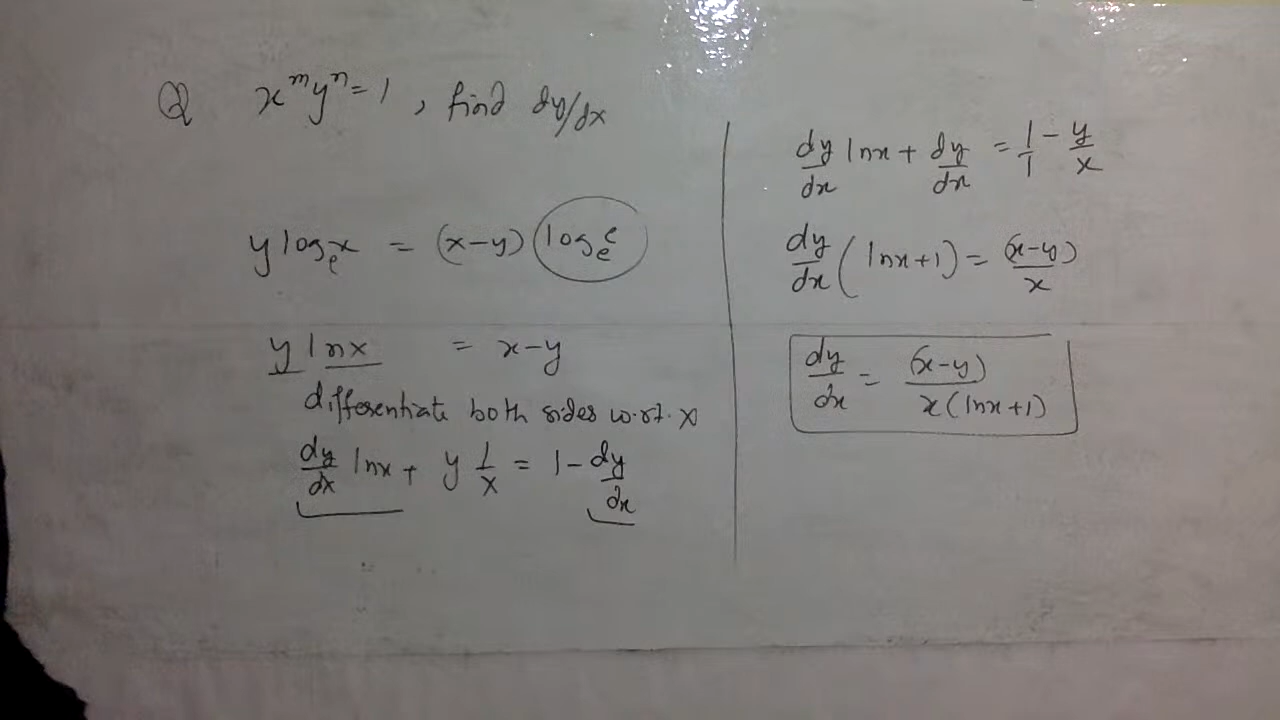 Q x^m y^n = 1 , find dy/dx
y log_e x = (x-y) log_e e
y lnx = x-y
differentiate both sides w.r.t. x
dy/dx lnx + y 1/x = 1 - dy/dx
dy/dx lnx + dy/dx = 1/1 - y/x
dy/dx ( lnx+1 ) = (x-y)/x
dy/dx = (x-y)/x(lnx+1)